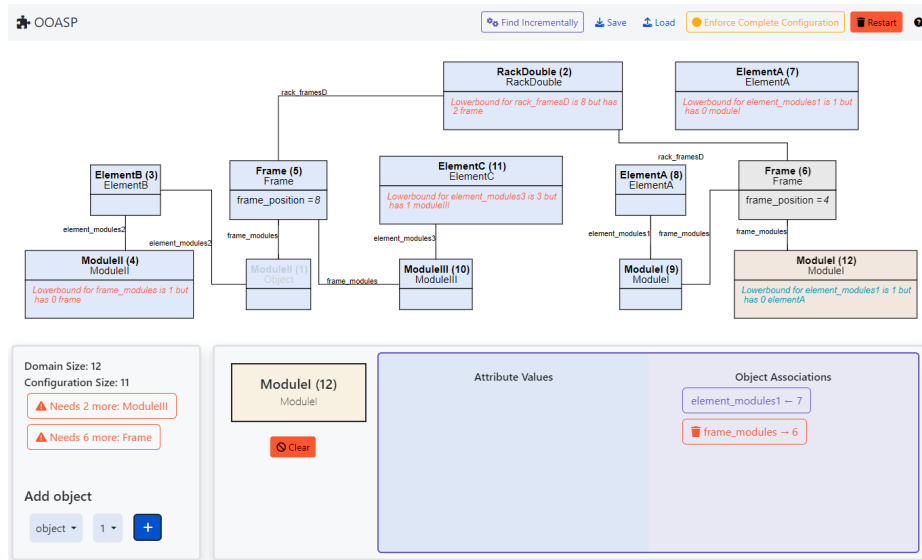 OOASP
Find Incrementally
Save
Load
Enforce Complete Configuration
Restart
RackDouble (2)
RackDouble
Lowerbound for rack_framesD is 8 but has
2 frame
ElementA (7)
ElementA
Lowerbound for element_modules1 is 1 but
has 0 moduleI
rack_framesD
rack_framesD
ElementB (3)
ElementB
Frame (5)
Frame
frame_position =8
ElementC (11)
ElementC
Lowerbound for element_modules3 is 3 but
has 1 moduleIII
ElementA (8)
ElementA
Frame (6)
Frame
frame_position =4
element_modules2
element_modules2
frame_modules
element_modules3
element_modules1
frame_modules
frame_modules
ModuleII (4)
ModuleII
Lowerbound for frame_modules is 1 but
has 0 frame
ModuleII (1)
Object
frame_modules
ModuleIII (10)
ModuleIII
ModuleI (9)
ModuleI
ModuleI (12)
ModuleI
Lowerbound for element_modules1 is 1 but
has 0 elementA
Domain Size: 12
Configuration Size: 11
Needs 2 more: ModuleIII
Needs 6 more: Frame
Add object
object
1
+
ModuleI (12)
ModuleI
Clear
Attribute Values
Object Associations
element_modules1 ← 7
frame_modules → 6